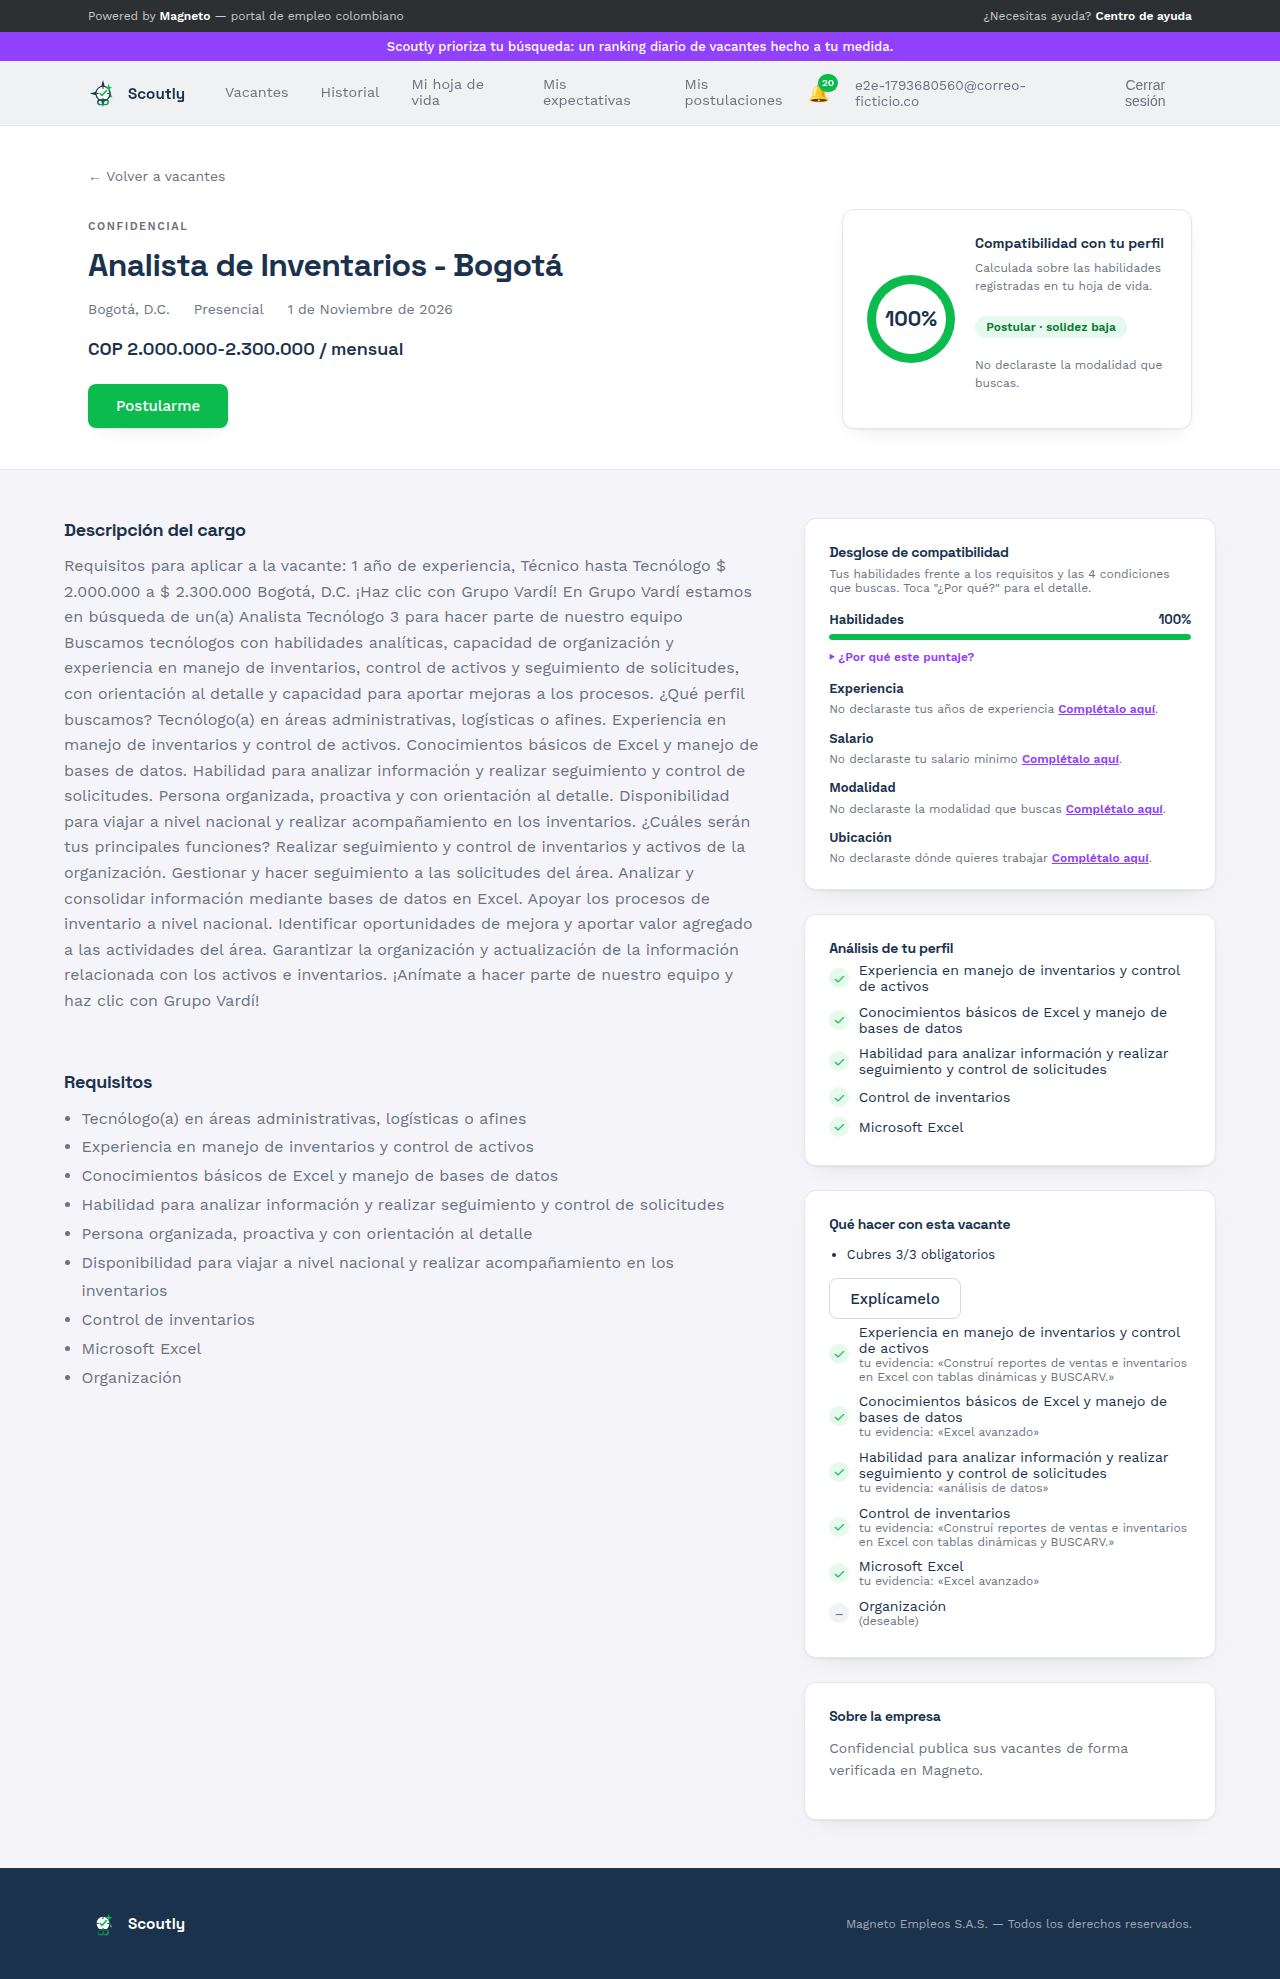 Powered by Magneto — portal de empleo colombiano
¿Necesitas ayuda? Centro de ayuda
Scoutly prioriza tu búsqueda: un ranking diario de vacantes hecho a tu medida.
Scoutly
Vacantes
Historial
Mi hoja de
vida
Mis
expectativas
Mis
postulaciones
20
e2e-1793680560@correo-
ficticio.co
Cerrar
sesión
← Volver a vacantes
CONFIDENCIAL
Analista de Inventarios - Bogotá
Bogotá, D.C. Presencial 1 de Noviembre de 2026
COP 2.000.000-2.300.000 / mensual
Postularme
100%
Compatibilidad con tu perfil
Calculada sobre las habilidades
registradas en tu hoja de vida.
Postular · solidez baja
No declaraste la modalidad que
buscas.
Descripción del cargo
Requisitos para aplicar a la vacante: 1 año de experiencia, Técnico hasta Tecnólogo $
2.000.000 a $ 2.300.000 Bogotá, D.C. ¡Haz clic con Grupo Vardí! En Grupo Vardí estamos
en búsqueda de un(a) Analista Tecnólogo 3 para hacer parte de nuestro equipo
Buscamos tecnólogos con habilidades analíticas, capacidad de organización y
experiencia en manejo de inventarios, control de activos y seguimiento de solicitudes,
con orientación al detalle y capacidad para aportar mejoras a los procesos. ¿Qué perfil
buscamos? Tecnólogo(a) en áreas administrativas, logísticas o afines. Experiencia en
manejo de inventarios y control de activos. Conocimientos básicos de Excel y manejo de
bases de datos. Habilidad para analizar información y realizar seguimiento y control de
solicitudes. Persona organizada, proactiva y con orientación al detalle. Disponibilidad
para viajar a nivel nacional y realizar acompañamiento en los inventarios. ¿Cuáles serán
tus principales funciones? Realizar seguimiento y control de inventarios y activos de la
organización. Gestionar y hacer seguimiento a las solicitudes del área. Analizar y
consolidar información mediante bases de datos en Excel. Apoyar los procesos de
inventario a nivel nacional. Identificar oportunidades de mejora y aportar valor agregado
a las actividades del área. Garantizar la organización y actualización de la información
relacionada con los activos e inventarios. ¡Anímate a hacer parte de nuestro equipo y
haz clic con Grupo Vardí!
Requisitos
• Tecnólogo(a) en áreas administrativas, logísticas o afines
• Experiencia en manejo de inventarios y control de activos
• Conocimientos básicos de Excel y manejo de bases de datos
• Habilidad para analizar información y realizar seguimiento y control de solicitudes
• Persona organizada, proactiva y con orientación al detalle
• Disponibilidad para viajar a nivel nacional y realizar acompañamiento en los
inventarios
• Control de inventarios
• Microsoft Excel
• Organización
Desglose de compatibilidad
Tus habilidades frente a los requisitos y las 4 condiciones
que buscas. Toca "¿Por qué?" para el detalle.
Habilidades 100%
▸ ¿Por qué este puntaje?
Experiencia
No declaraste tus años de experiencia Complétalo aquí.
Salario
No declaraste tu salario mínimo Complétalo aquí.
Modalidad
No declaraste la modalidad que buscas Complétalo aquí.
Ubicación
No declaraste dónde quieres trabajar Complétalo aquí.
Análisis de tu perfil
Experiencia en manejo de inventarios y control
de activos
Conocimientos básicos de Excel y manejo de
bases de datos
Habilidad para analizar información y realizar
seguimiento y control de solicitudes
Control de inventarios
Microsoft Excel
Qué hacer con esta vacante
• Cubres 3/3 obligatorios
Explícamelo
Experiencia en manejo de inventarios y control
de activos
tu evidencia: «Construí reportes de ventas e inventarios
en Excel con tablas dinámicas y BUSCARV.»
Conocimientos básicos de Excel y manejo de
bases de datos
tu evidencia: «Excel avanzado»
Habilidad para analizar información y realizar
seguimiento y control de solicitudes
tu evidencia: «análisis de datos»
Control de inventarios
tu evidencia: «Construí reportes de ventas e inventarios
en Excel con tablas dinámicas y BUSCARV.»
Microsoft Excel
tu evidencia: «Excel avanzado»
Organización
(deseable)
Sobre la empresa
Confidencial publica sus vacantes de forma
verificada en Magneto.
Scoutly
Magneto Empleos S.A.S. — Todos los derechos reservados.